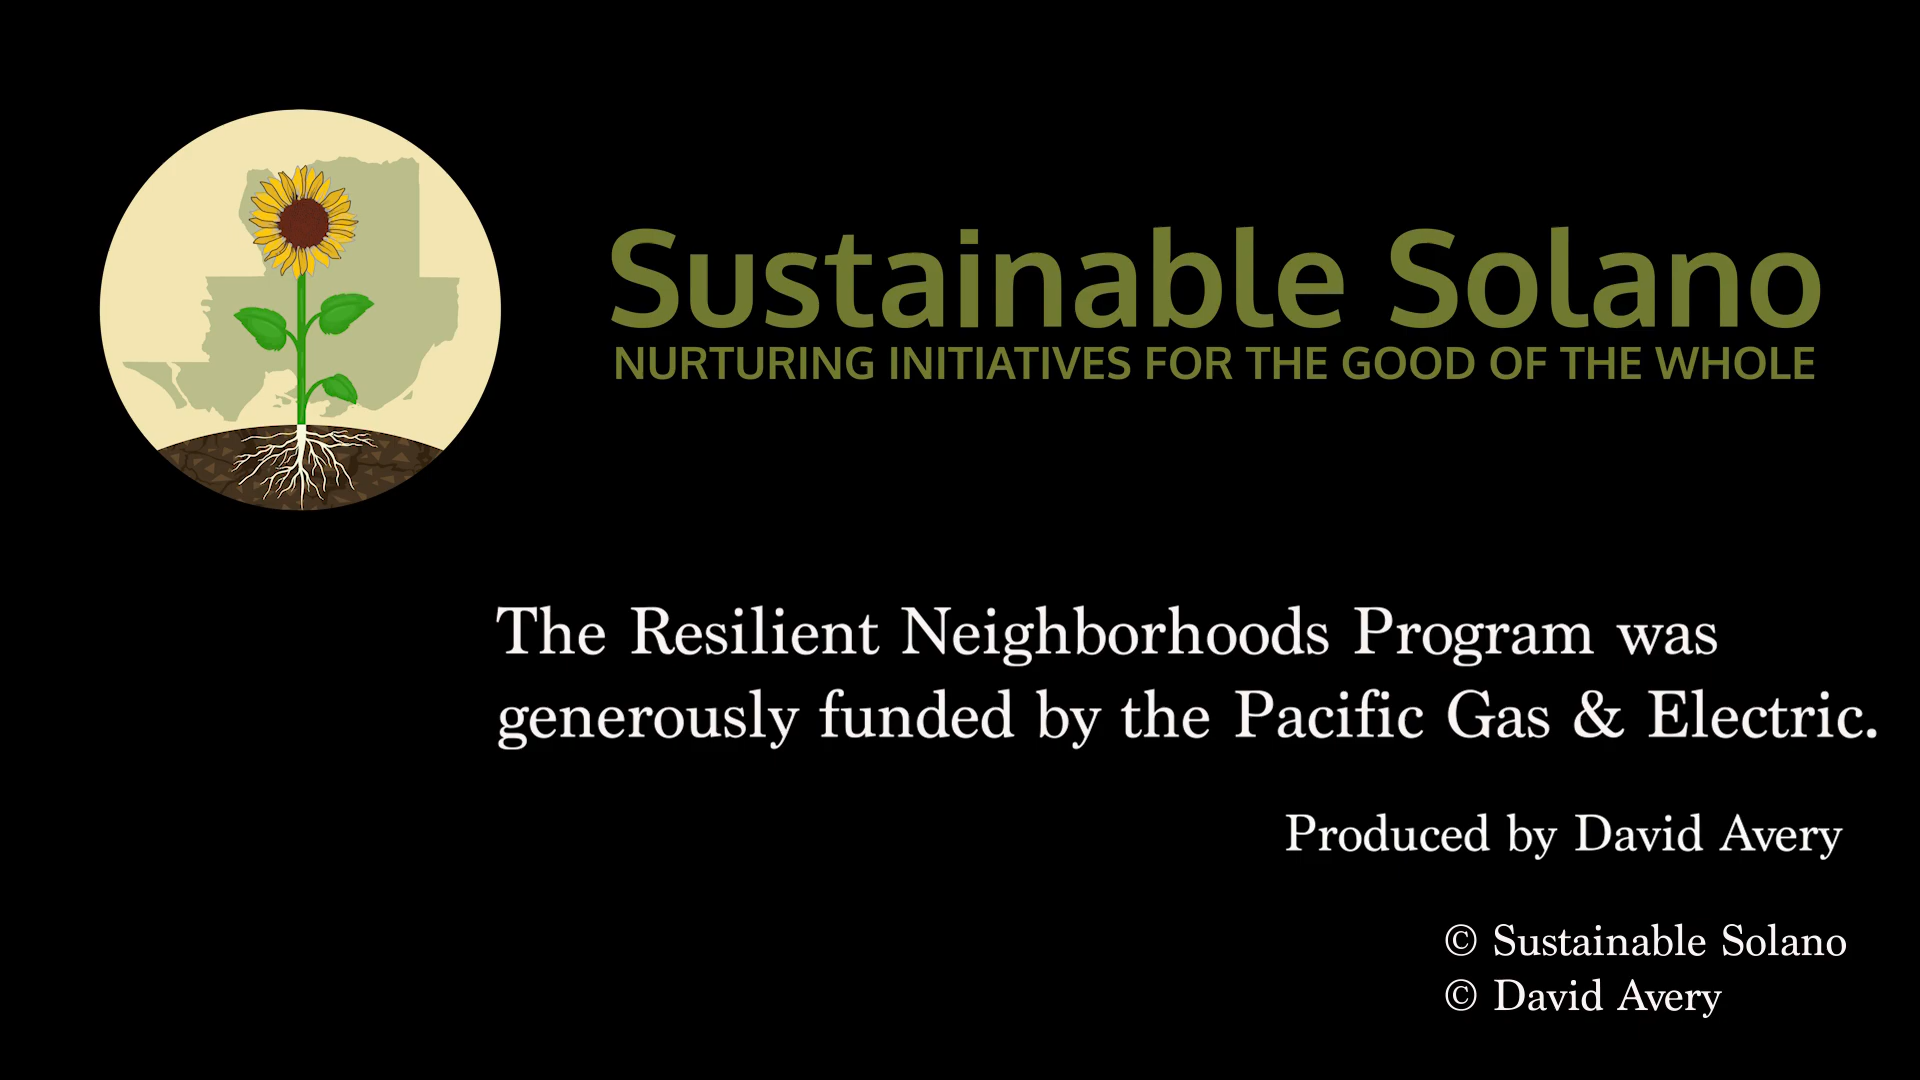 Sustainable Solano
NURTURING INITIATIVES FOR THE GOOD OF THE WHOLE
The Resilient Neighborhoods Program was
generously funded by the Pacific Gas & Electric.
Produced by David Avery
© Sustainable Solano
© David Avery